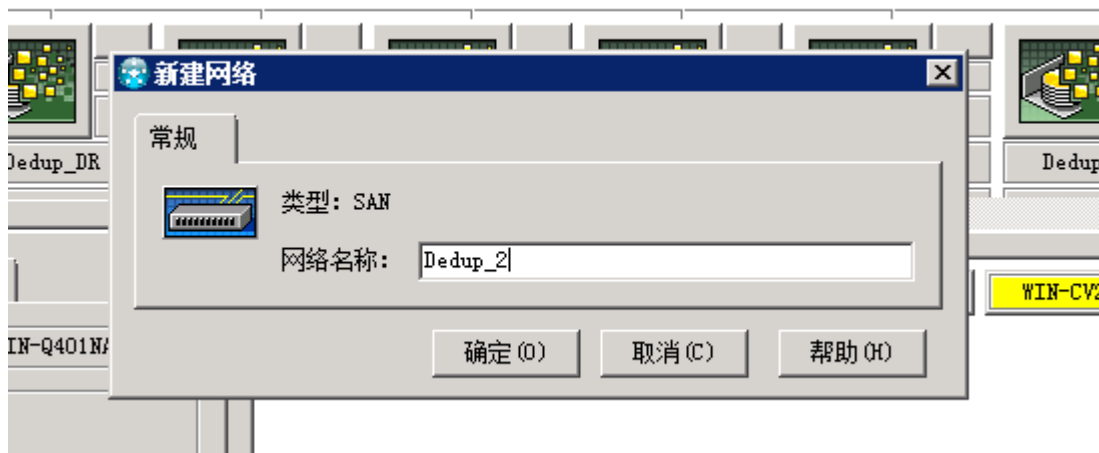 新建网络
常规
Dedup_DR
Dedup
类型: SAN
网络名称:
Dedup_2
WIN-CV2
IN-Q401NA
确定(O)
取消(C)
帮助(H)